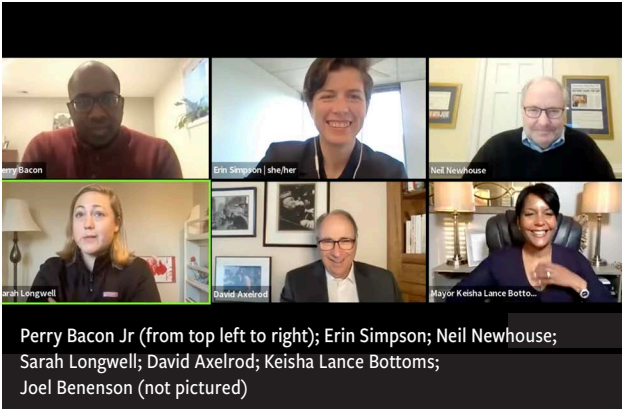 erry Bacon
Erin Simpson | she/her
Neil Newhouse
arah Longwell
David Axelrod
Mayor Keisha Lance Botto...
Perry Bacon Jr (from top left to right); Erin Simpson; Neil Newhouse;
Sarah Longwell; David Axelrod; Keisha Lance Bottoms;
Joel Benenson (not pictured)